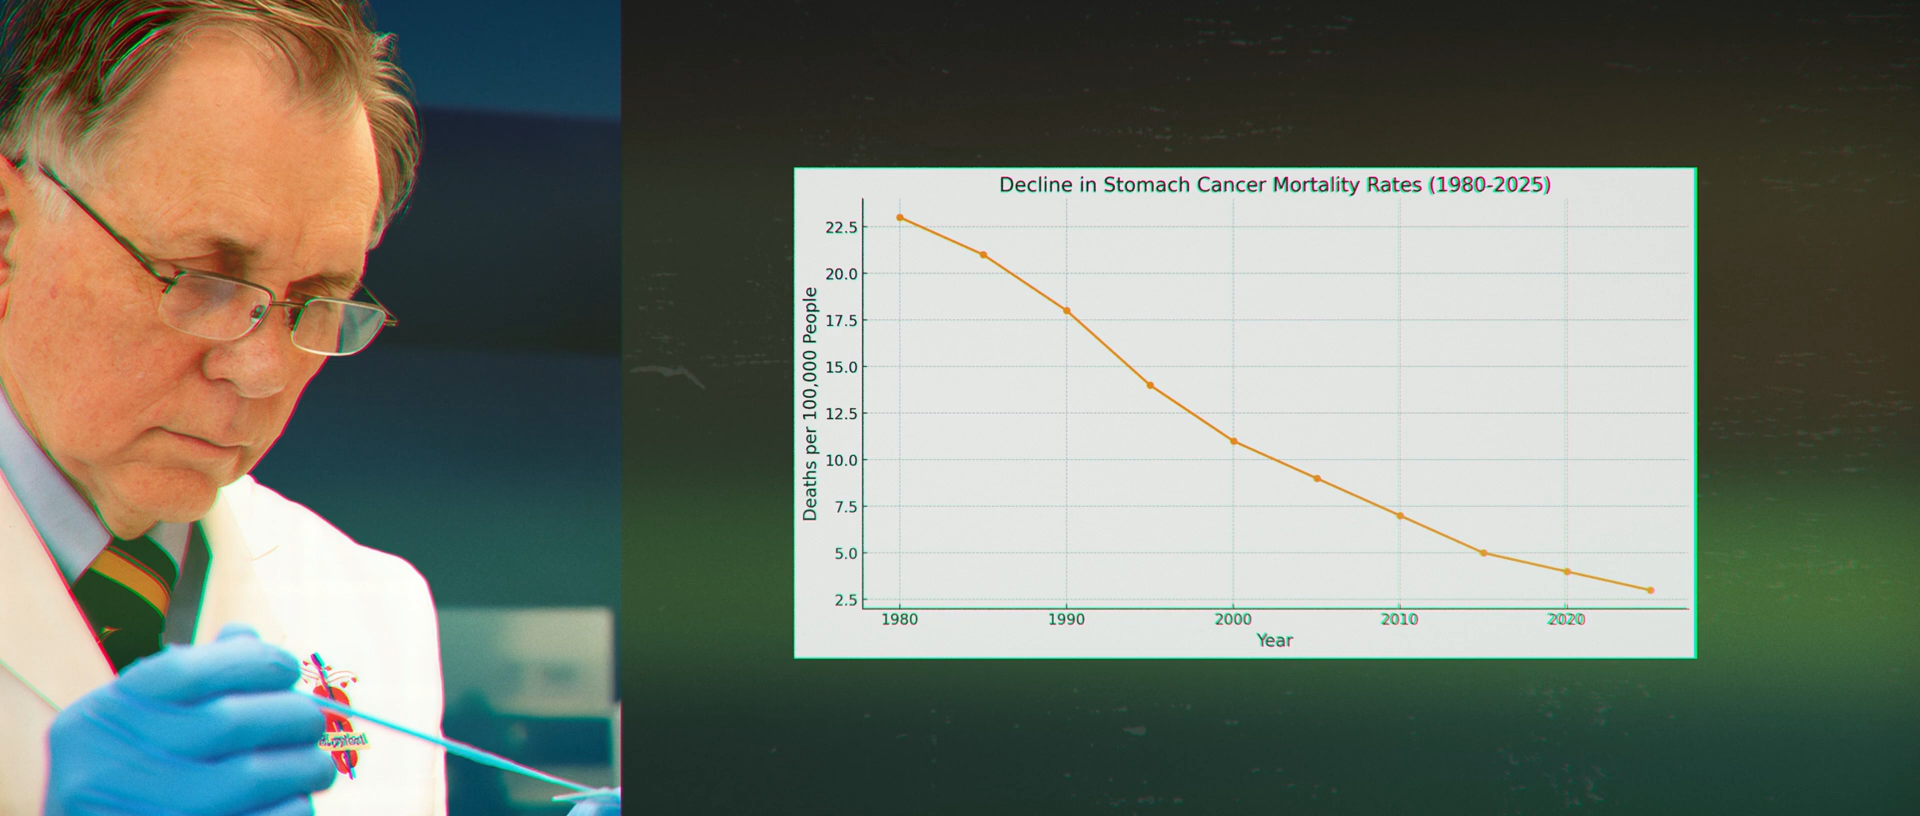 Decline in Stomach Cancer Mortality Rates (1980-2025)
Deaths per 100,000 People
22.5
20.0
17.5
15.0
12.5
10.0
7.5
5.0
2.5
1980 1990 2000 2010 2020
Year